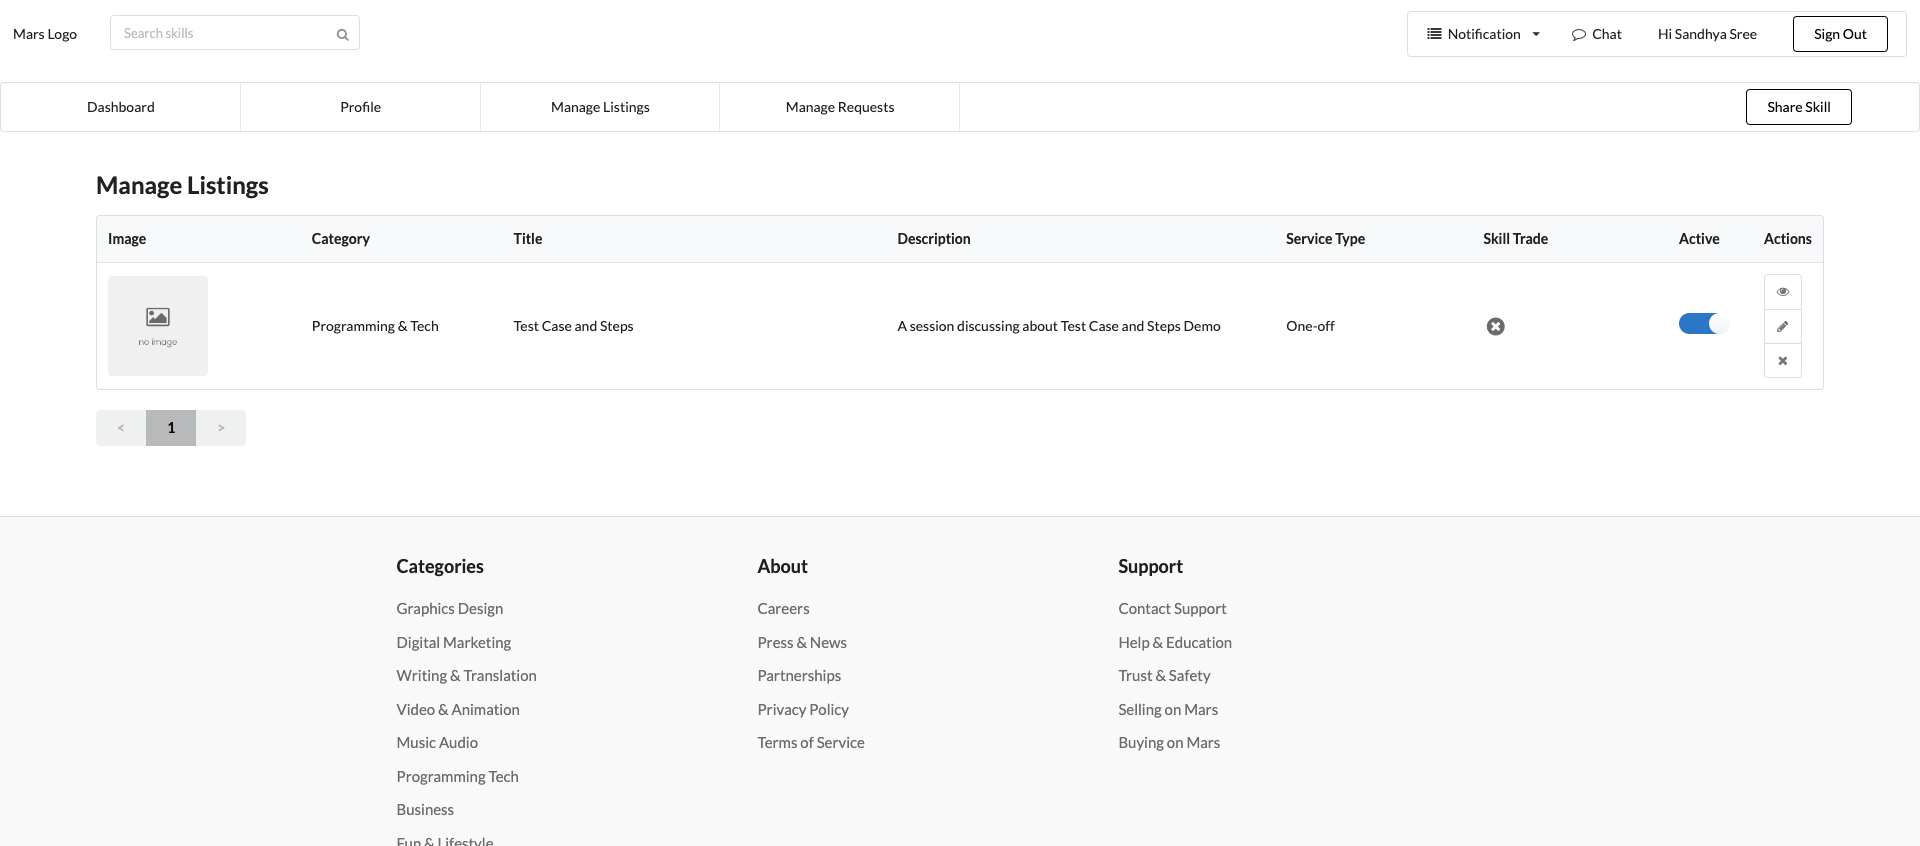 Mars Logo
Search skills
Notification
Chat
Hi Sandhya Sree
Sign Out
Dashboard
Profile
Manage Listings
Manage Requests
Share Skill
Manage Listings
Image Category Title Description Service Type Skill Trade Active Actions
no image
Programming & Tech
Test Case and Steps
A session discussing about Test Case and Steps Demo
One-off
< 1 >
Categories
Graphics Design
Digital Marketing
Writing & Translation
Video & Animation
Music Audio
Programming Tech
Business
Fun & Lifestyle
About
Careers
Press & News
Partnerships
Privacy Policy
Terms of Service
Support
Contact Support
Help & Education
Trust & Safety
Selling on Mars
Buying on Mars